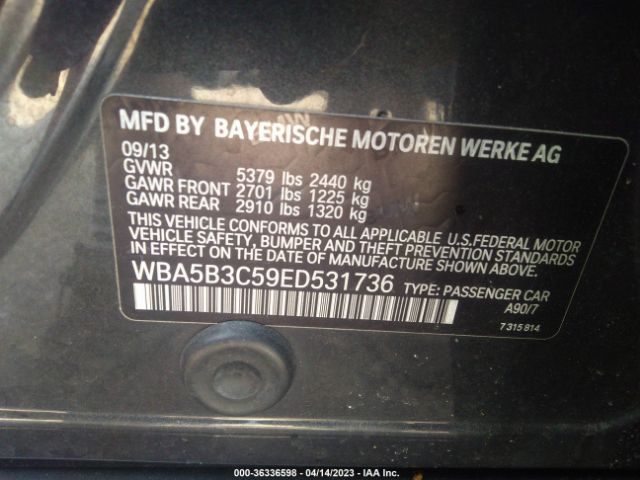 MFD BY BAYERISCHE MOTOREN WERKE AG
09/13
GVWR 5379 lbs 2440 kg
GAWR FRONT 2701 lbs 1225 kg
GAWR REAR 2910 lbs 1320 kg
THIS VEHICLE CONFORMS TO ALL APPLICABLE U.S.FEDERAL MOTOR
VEHICLE SAFETY, BUMPER AND THEFT PREVENTION STANDARDS
IN EFFECT ON THE DATE OF MANUFACTURE SHOWN ABOVE.
WBA5B3C59ED531736 TYPE: PASSENGER CAR
A90/7
7 315 814
000-36336598 - 04/14/2023 - IAA Inc.